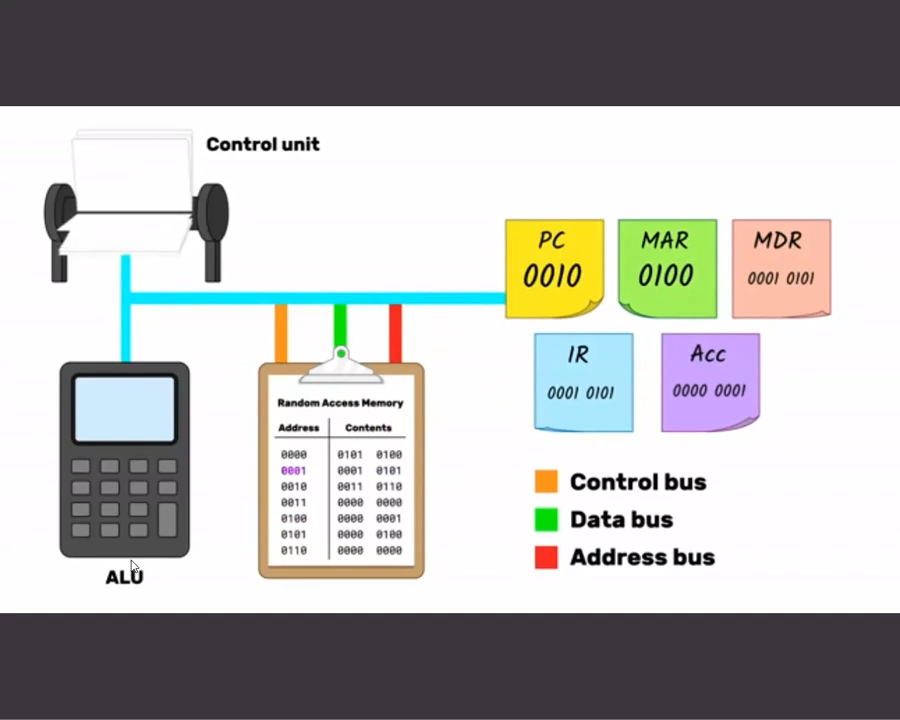 Control unit
PC
0010
MAR
0100
MDR
0001 0101
IR
0001 0101
Acc
0000 0001
Random Access Memory
Address Contents
0000 0101 0100
0001 0001 0101
0010 0011 0110
0011 0000 0000
0100 0000 0001
0101 0000 0100
0110 0000 0000
Control bus
Data bus
Address bus
ALU